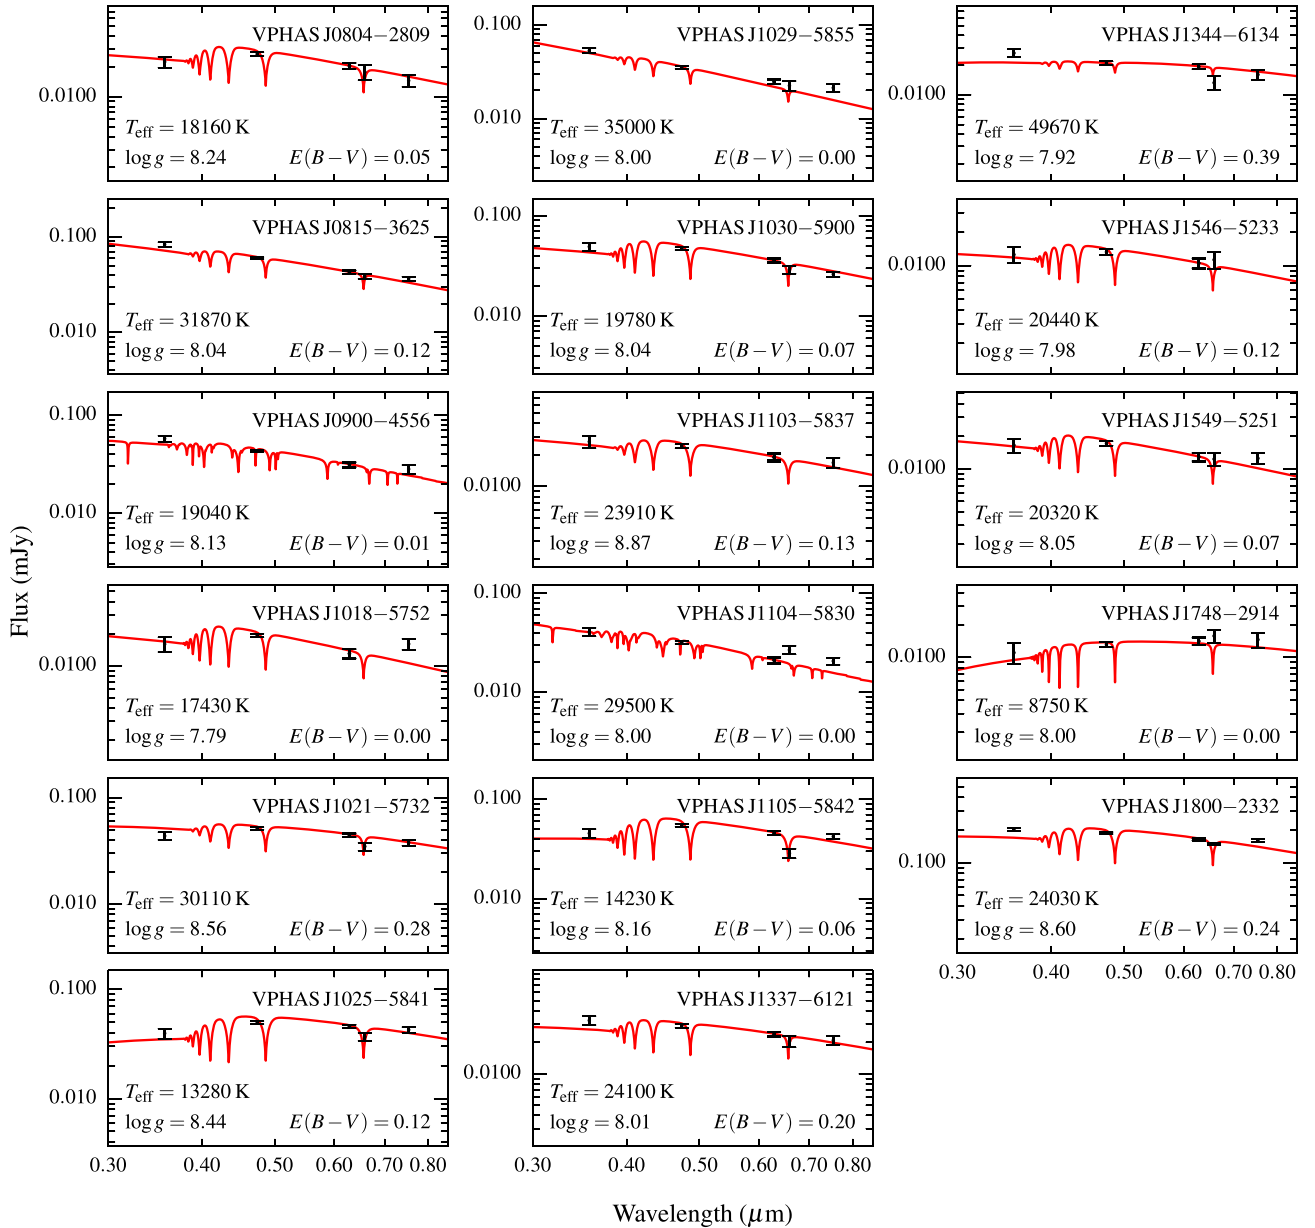 VPHAS J0804−2809
0.0100
T_eff = 18160 K
log g = 8.24 E(B−V) = 0.05
VPHAS J1029−5855
0.100
0.010
T_eff = 35000 K
log g = 8.00 E(B−V) = 0.00
VPHAS J1344−6134
0.0100
T_eff = 49670 K
log g = 7.92 E(B−V) = 0.39
VPHAS J0815−3625
0.100
0.010
T_eff = 31870 K
log g = 8.04 E(B−V) = 0.12
VPHAS J1030−5900
0.100
0.010
T_eff = 19780 K
log g = 8.04 E(B−V) = 0.07
VPHAS J1546−5233
0.0100
T_eff = 20440 K
log g = 7.98 E(B−V) = 0.12
VPHAS J0900−4556
0.100
0.010
T_eff = 19040 K
log g = 8.13 E(B−V) = 0.01
VPHAS J1103−5837
0.0100
T_eff = 23910 K
log g = 8.87 E(B−V) = 0.13
VPHAS J1549−5251
0.0100
T_eff = 20320 K
log g = 8.05 E(B−V) = 0.07
Flux (mJy)
VPHAS J1018−5752
0.0100
T_eff = 17430 K
log g = 7.79 E(B−V) = 0.00
VPHAS J1104−5830
0.100
0.010
T_eff = 29500 K
log g = 8.00 E(B−V) = 0.00
VPHAS J1748−2914
0.0100
T_eff = 8750 K
log g = 8.00 E(B−V) = 0.00
VPHAS J1021−5732
0.100
0.010
T_eff = 30110 K
log g = 8.56 E(B−V) = 0.28
VPHAS J1105−5842
0.100
0.010
T_eff = 14230 K
log g = 8.16 E(B−V) = 0.06
VPHAS J1800−2332
0.100
T_eff = 24030 K
log g = 8.60 E(B−V) = 0.24
0.30 0.40 0.50 0.60 0.70 0.80
VPHAS J1025−5841
0.100
0.010
T_eff = 13280 K
log g = 8.44 E(B−V) = 0.12
0.30 0.40 0.50 0.60 0.70 0.80
VPHAS J1337−6121
0.0100
T_eff = 24100 K
log g = 8.01 E(B−V) = 0.20
0.30 0.40 0.50 0.60 0.70 0.80
Wavelength (μm)